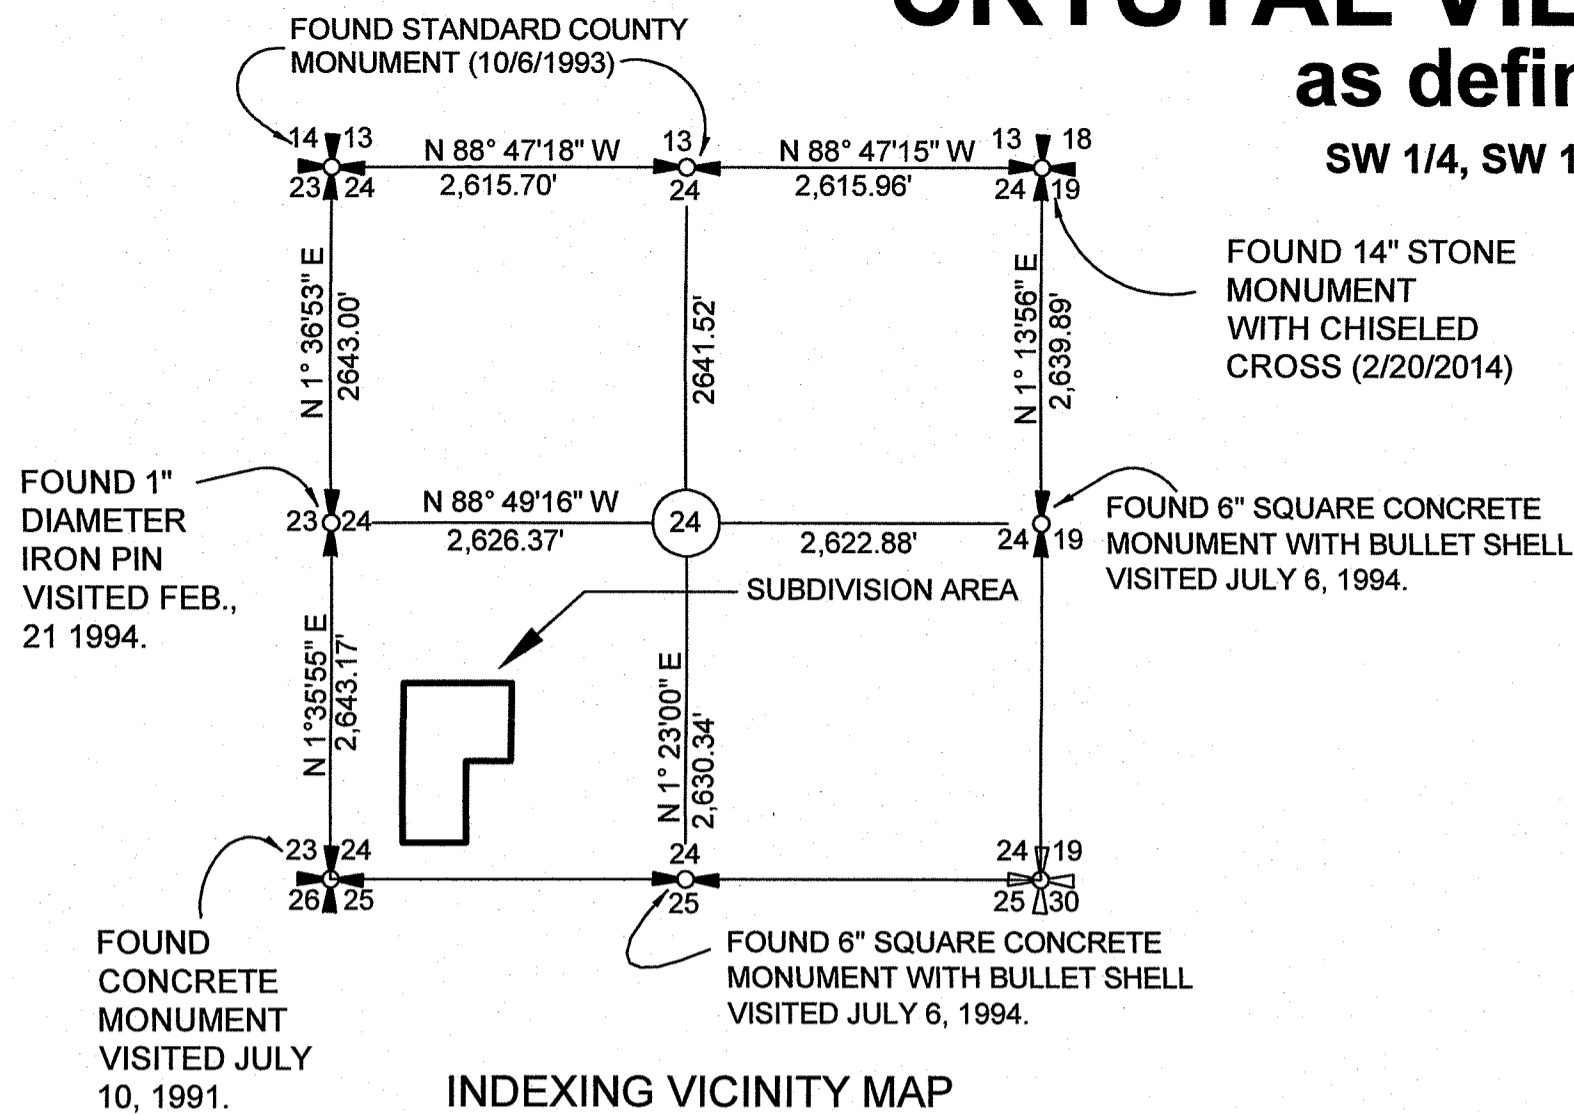 FOUND STANDARD COUNTY
MONUMENT (10/6/1993)
as defin
SW 1/4, SW 1
14 13
23 24
N 88° 47'18" W
2,615.70'
13
24
N 88° 47'15" W
2,615.96'
13 18
24 19
FOUND 14" STONE
MONUMENT
WITH CHISELED
CROSS (2/20/2014)
N 1° 36'53" E
2643.00'
2641.52'
N 1° 13'56" E
2,639.89'
FOUND 1"
DIAMETER
IRON PIN
VISITED FEB.,
21 1994.
23 24
N 88° 49'16" W
2,626.37'
24
2,622.88'
24 19
FOUND 6" SQUARE CONCRETE
MONUMENT WITH BULLET SHELL
VISITED JULY 6, 1994.
SUBDIVISION AREA
N 1°35'55" E
2,643.17'
N 1° 23'00" E
2,630.34'
23 24
26 25
24
25
24 19
25 30
FOUND
CONCRETE
MONUMENT
VISITED JULY
10, 1991.
FOUND 6" SQUARE CONCRETE
MONUMENT WITH BULLET SHELL
VISITED JULY 6, 1994.
INDEXING VICINITY MAP